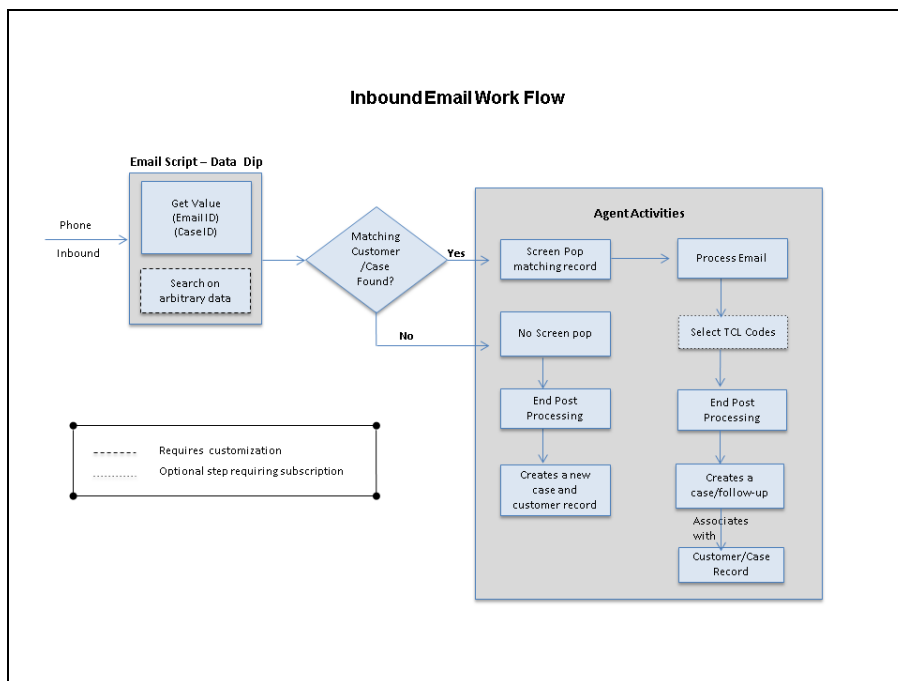 Inbound Email Work Flow
Email Script – Data Dip
Get Value
(Email ID)
(Case ID)
Search on
arbitrary data
Phone
Inbound
Matching
Customer
/Case
Found?
Yes
No
Agent Activities
Screen Pop
matching record
Process Email
No Screen pop
Select TCL Codes
End Post
Processing
End Post
Processing
Creates a new
case and
customer record
Creates a
case/follow-up
Associates
with
Customer/Case
Record
Requires customization
Optional step requiring subscription